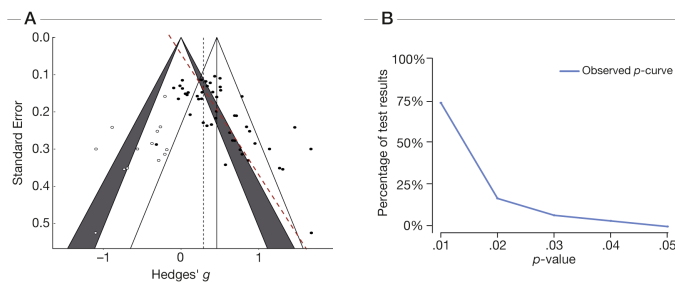 A
0.0
0.1
0.2
0.3
0.4
0.5
Standard Error
−1
0
1
Hedges' g
B
100%
75%
50%
25%
0%
Percentage of test results
Observed p-curve
.01
.02
.03
.04
.05
p-value